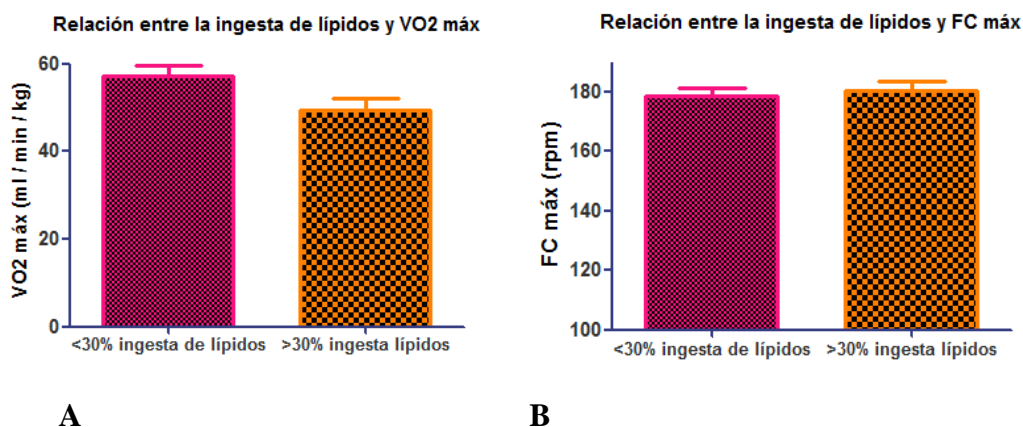 Relación entre la ingesta de lípidos y VO2 máx
VO2 máx (ml / min / kg)
60
40
20
0
<30% ingesta de lípidos
>30% ingesta lípidos
A
Relación entre la ingesta de lípidos y FC máx
FC máx (rpm)
180
160
140
120
100
<30% ingesta de lípidos
>30% ingesta lípidos
B